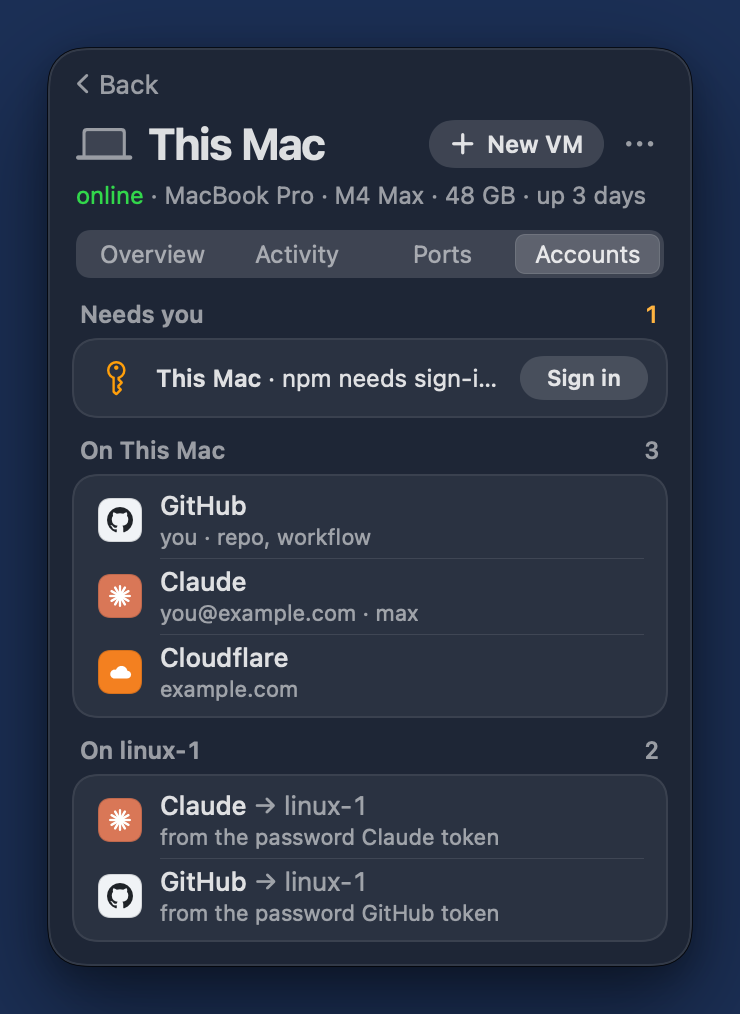 Back
This Mac
New VM
online · MacBook Pro · M4 Max · 48 GB · up 3 days
Overview Activity Ports Accounts
Needs you 1
This Mac · npm needs sign-i... Sign in
On This Mac 3
GitHub
you · repo, workflow
Claude
you@example.com · max
Cloudflare
example.com
On linux-1 2
Claude → linux-1
from the password Claude token
GitHub → linux-1
from the password GitHub token